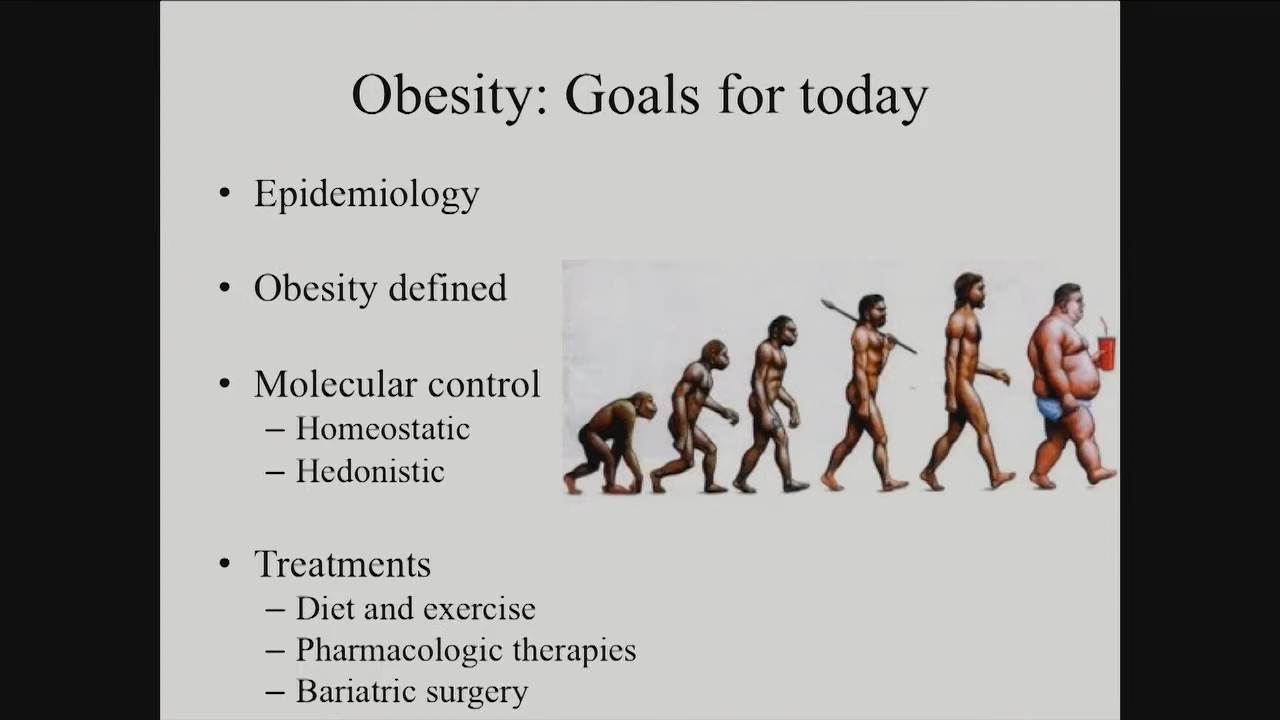 Obesity: Goals for today
• Epidemiology
• Obesity defined
• Molecular control
– Homeostatic
– Hedonistic
• Treatments
– Diet and exercise
– Pharmacologic therapies
– Bariatric surgery